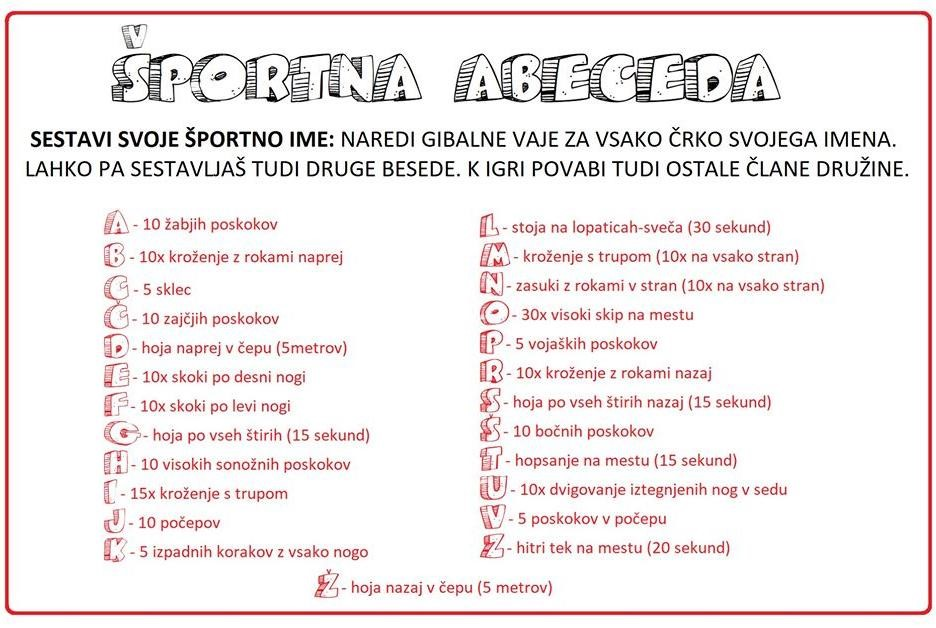 ŠPORTNA ABECEDA
SESTAVI SVOJE ŠPORTNO IME: NAREDI GIBALNE VAJE ZA VSAKO ČRKO SVOJEGA IMENA.
LAHKO PA SESTAVLJAŠ TUDI DRUGE BESEDE. K IGRI POVABI TUDI OSTALE ČLANE DRUŽINE.
A - 10 žabjih poskokov
B - 10x kroženje z rokami naprej
C - 5 sklec
Č - 10 zajčjih poskokov
D - hoja naprej v čepu (5metrov)
E - 10x skoki po desni nogi
F - 10x skoki po levi nogi
G - hoja po vseh štirih (15 sekund)
H - 10 visokih sonožnih poskokov
I - 15x kroženje s trupom
J - 10 počepov
K - 5 izpadnih korakov z vsako nogo
L - stoja na lopaticah-sveča (30 sekund)
M - kroženje s trupom (10x na vsako stran)
N - zasuki z rokami v stran (10x na vsako stran)
O - 30x visoki skip na mestu
P - 5 vojaških poskokov
R - 10x kroženje z rokami nazaj
S - hoja po vseh štirih nazaj (15 sekund)
Š - 10 bočnih poskokov
T - hopsanje na mestu (15 sekund)
U - 10x dvigovanje iztegnjenih nog v sedu
V - 5 poskokov v počepu
Z - hitri tek na mestu (20 sekund)
Ž - hoja nazaj v čepu (5 metrov)